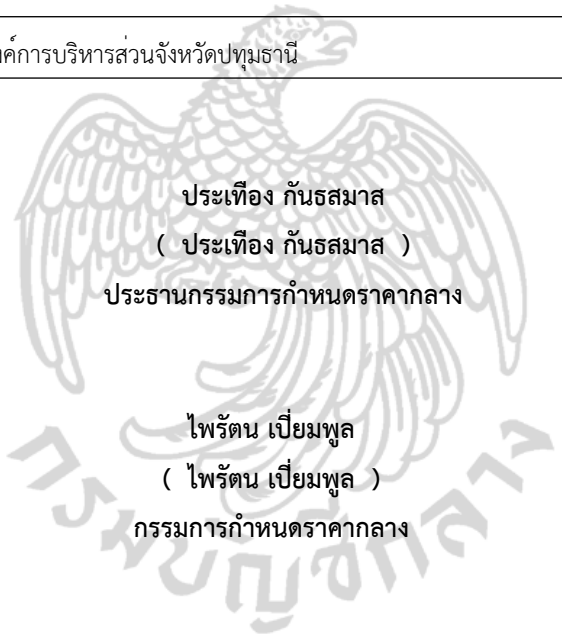 องค์การบริหารส่วนจังหวัดปทุมธานี
ประเทือง กันธสมาส
( ประเทือง กันธสมาส )
ประธานกรรมการกำหนดราคากลาง
ไพรัตน เปี่ยมพูล
( ไพรัตน เปี่ยมพูล )
กรรมการกำหนดราคากลาง
กรมบัญชีกลาง